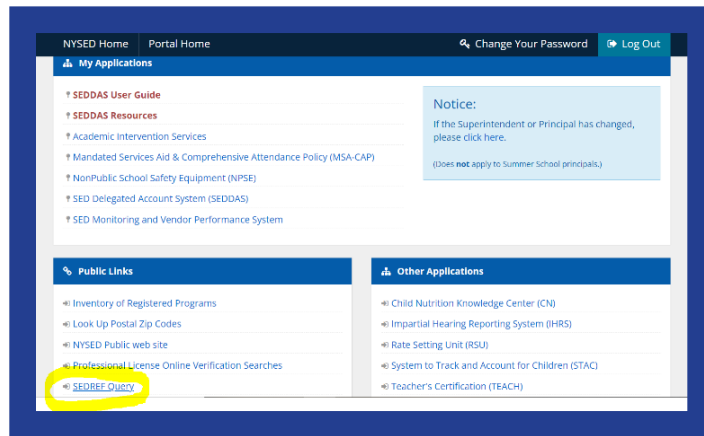 NYSED Home Portal Home Change Your Password Log Out
My Applications
SEDDAS User Guide
SEDDAS Resources
Academic Intervention Services
Mandated Services Aid & Comprehensive Attendance Policy (MSA-CAP)
NonPublic School Safety Equipment (NPSE)
SED Delegated Account System (SEDDAS)
SED Monitoring and Vendor Performance System
Notice:
If the Superintendent or Principal has changed,
please click here.
(Does not apply to Summer School principals.)
Public Links
Inventory of Registered Programs
Look Up Postal Zip Codes
NYSED Public web site
Professional License Online Verification Searches
SEDREF Query
Other Applications
Child Nutrition Knowledge Center (CN)
Impartial Hearing Reporting System (IHRS)
Rate Setting Unit (RSU)
System to Track and Account for Children (STAC)
Teacher's Certification (TEACH)